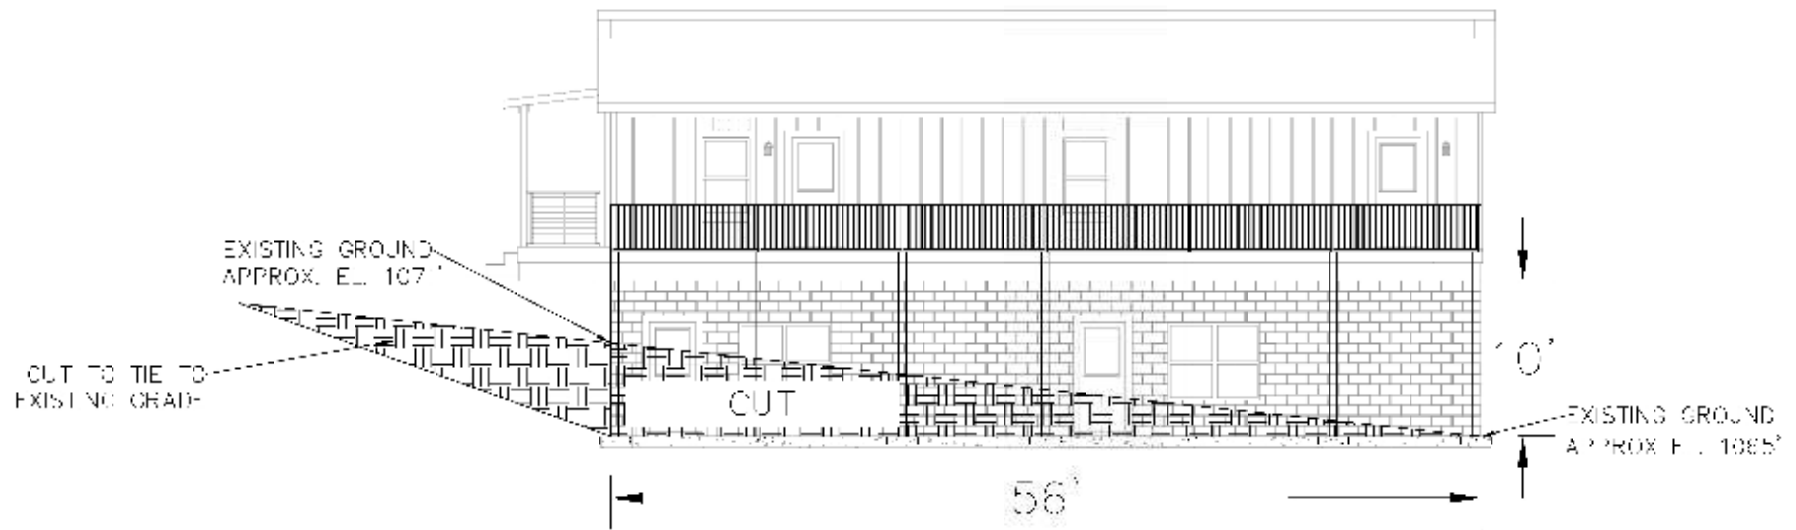 EXISTING GROUND
APPROX. EL. 107 '
CUT TO TIE TO
EXISTING GRADE
CUT
10'
EXISTING GROUND
APPROX EL. 1065'
56'